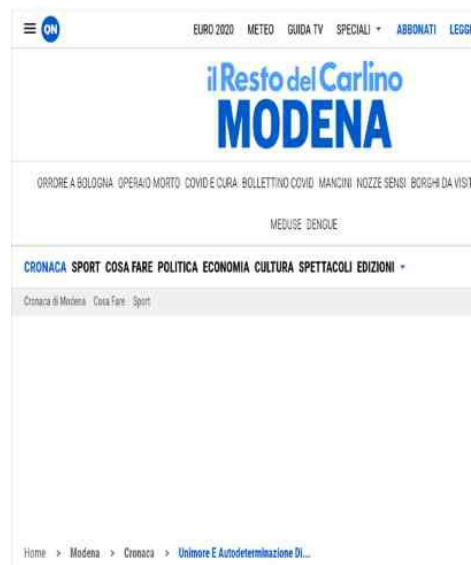 ON EURO 2020 METEO GUIDA TV SPECIALI ABBONATI LEGGI
il Resto del Carlino
MODENA
ORRORE A BOLOGNA OPERAIO MORTO COVID E CURA BOLLETTINO COVID MANCINI NOZZE SENSI BORGHI DA VISIT
MEDUSE DENGUE
CRONACA SPORT COSA FARE POLITICA ECONOMIA CULTURA SPETTACOLI EDIZIONI
Cronaca di Modena Cosa Fare Sport
Home > Modena > Cronaca > Unimore E Autodeterminazione Di...